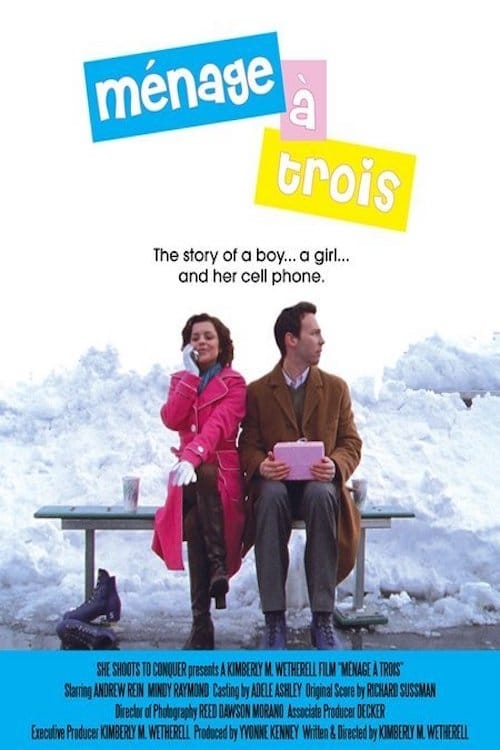 ménage
à
trois
The story of a boy... a girl...
and her cell phone.
SHE SHOOTS TO CONQUER presents A KIMBERLY M. WETHERELL FILM "MÉNAGE À TROIS"
Starring ANDREW REIN MINDY RAYMOND Casting by ADELE ASHLEY Original Score by RICHARD SUSSMAN
Director of Photography REED DAWSON MORANO Associate Producer DECKER
Executive Producer KIMBERLY M. WETHERELL Produced by YVONNE KENNEY Written & Directed by KIMBERLY M. WETHERELL